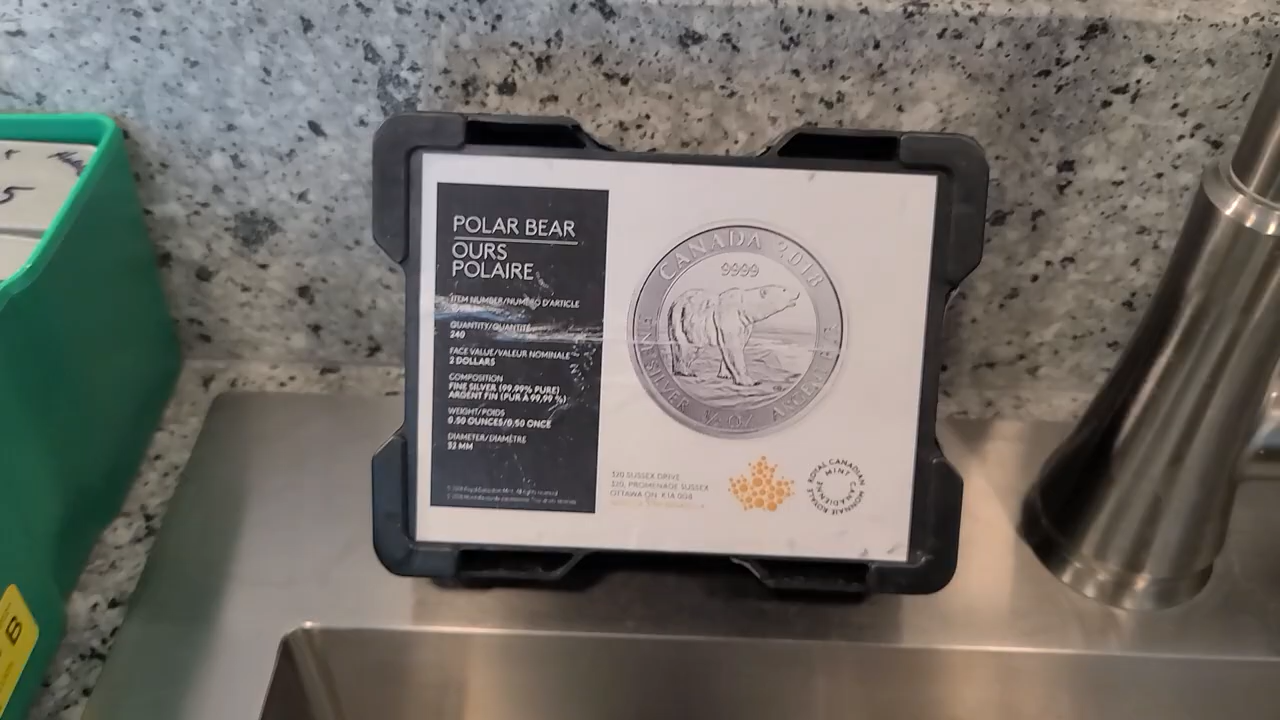 5
B
POLAR BEAR
OURS
POLAIRE
ITEM NUMBER/NUMÉRO D'ARTICLE
QUANTITY/QUANTITÉ
240
FACE VALUE/VALEUR NOMINALE
2 DOLLARS
COMPOSITION
FINE SILVER (99.99% PURE)
ARGENT FIN (PUR À 99,99 %)
WEIGHT/POIDS
0.50 OUNCES/0,50 ONCE
DIAMETER/DIAMÈTRE
32 MM
CANADA 2018
9999
FINE SILVER 1/2 OZ ARGENT PUR
320 SUSSEX DRIVE
320, PROMENADE SUSSEX
OTTAWA ON K1A 0G8
ROYAL CANADIAN MINT
MONNAIE ROYALE CANADIENNE